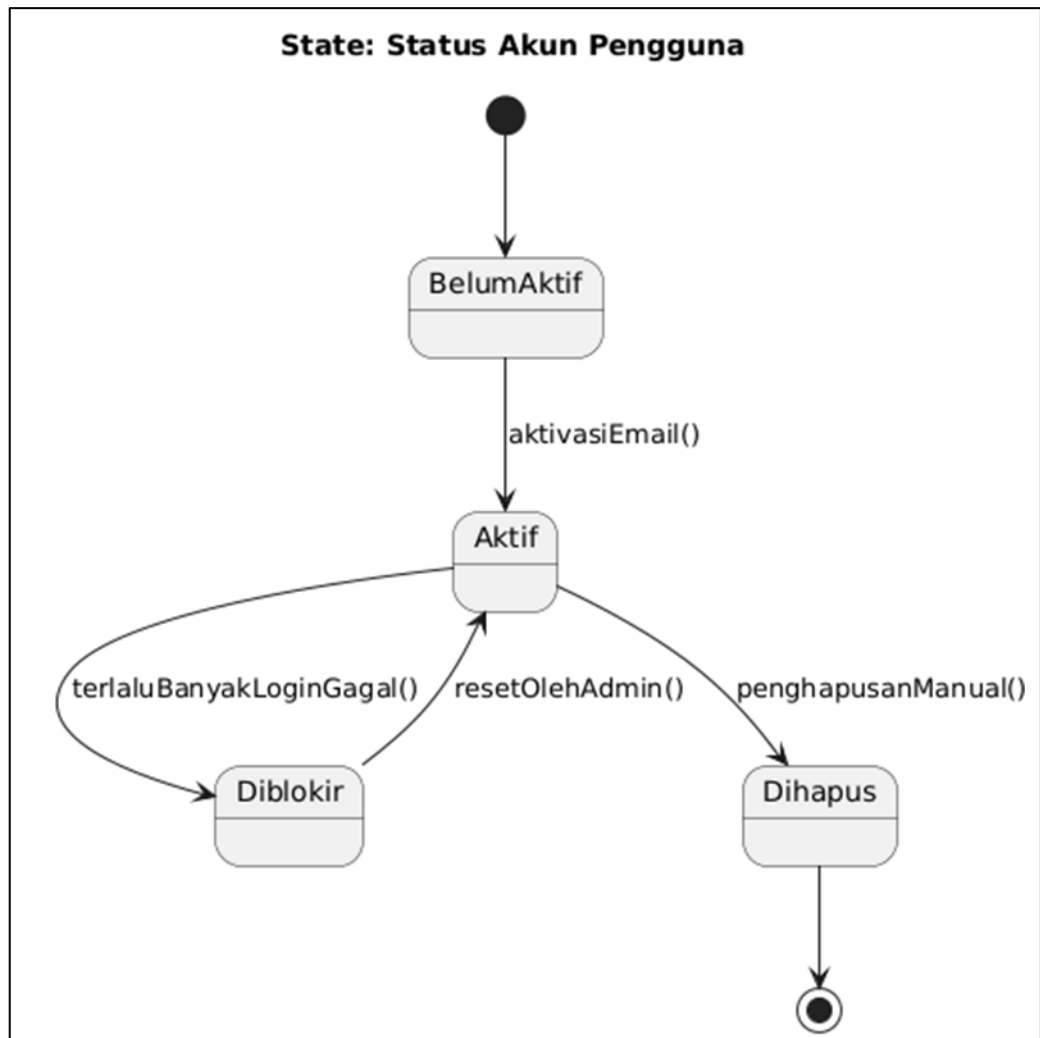 State: Status Akun Pengguna
BelumAktif
aktivasiEmail()
Aktif
terlaluBanyakLoginGagal()
resetOlehAdmin()
penghapusanManual()
Diblokir
Dihapus